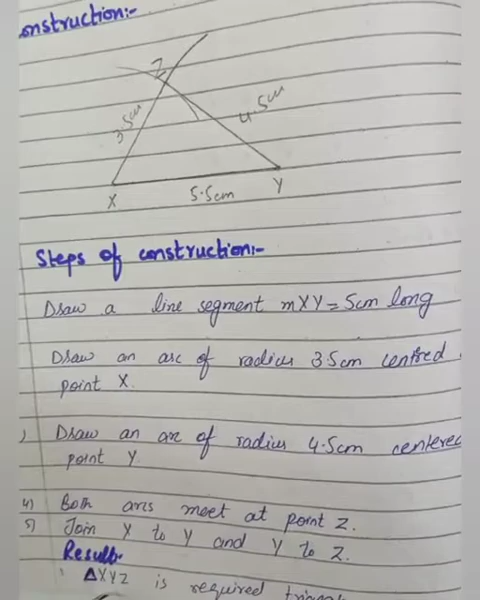 onstruction:-
Z
3.5cm
4.5cm
X
5.5cm
Y
Steps of construction:-
Draw a line segment mXY = 5cm long
Draw an arc of radius 3.5cm centred
point X.
) Draw an arc of radius 4.5cm centered
point Y.
4) Both arcs meet at point Z.
5) Join X to Y and Y to Z.
Result:-
ΔXYZ is required triang